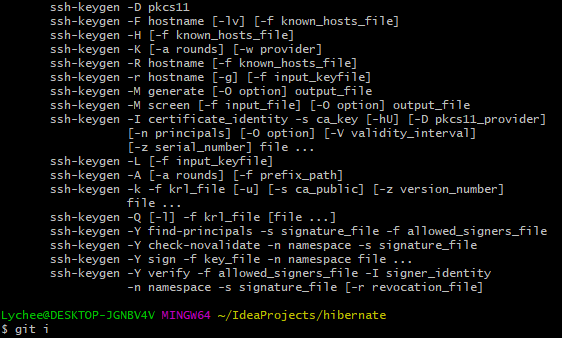 ssh-keygen -D pkcs11
ssh-keygen -F hostname [-lv] [-f known_hosts_file]
ssh-keygen -H [-f known_hosts_file]
ssh-keygen -K [-a rounds] [-w provider]
ssh-keygen -R hostname [-f known_hosts_file]
ssh-keygen -r hostname [-g] [-f input_keyfile]
ssh-keygen -M generate [-O option] output_file
ssh-keygen -M screen [-f input_file] [-O option] output_file
ssh-keygen -I certificate_identity -s ca_key [-hU] [-D pkcs11_provider]
[-n principals] [-O option] [-V validity_interval]
[-z serial_number] file ...
ssh-keygen -L [-f input_keyfile]
ssh-keygen -A [-a rounds] [-f prefix_path]
ssh-keygen -k -f krl_file [-u] [-s ca_public] [-z version_number]
file ...
ssh-keygen -Q [-l] -f krl_file [file ...]
ssh-keygen -Y find-principals -s signature_file -f allowed_signers_file
ssh-keygen -Y check-novalidate -n namespace -s signature_file
ssh-keygen -Y sign -f key_file -n namespace file ...
ssh-keygen -Y verify -f allowed_signers_file -I signer_identity
-n namespace -s signature_file [-r revocation_file]
Lychee@DESKTOP-JGNBV4V MINGW64 ~/IdeaProjects/hibernate
$ git i